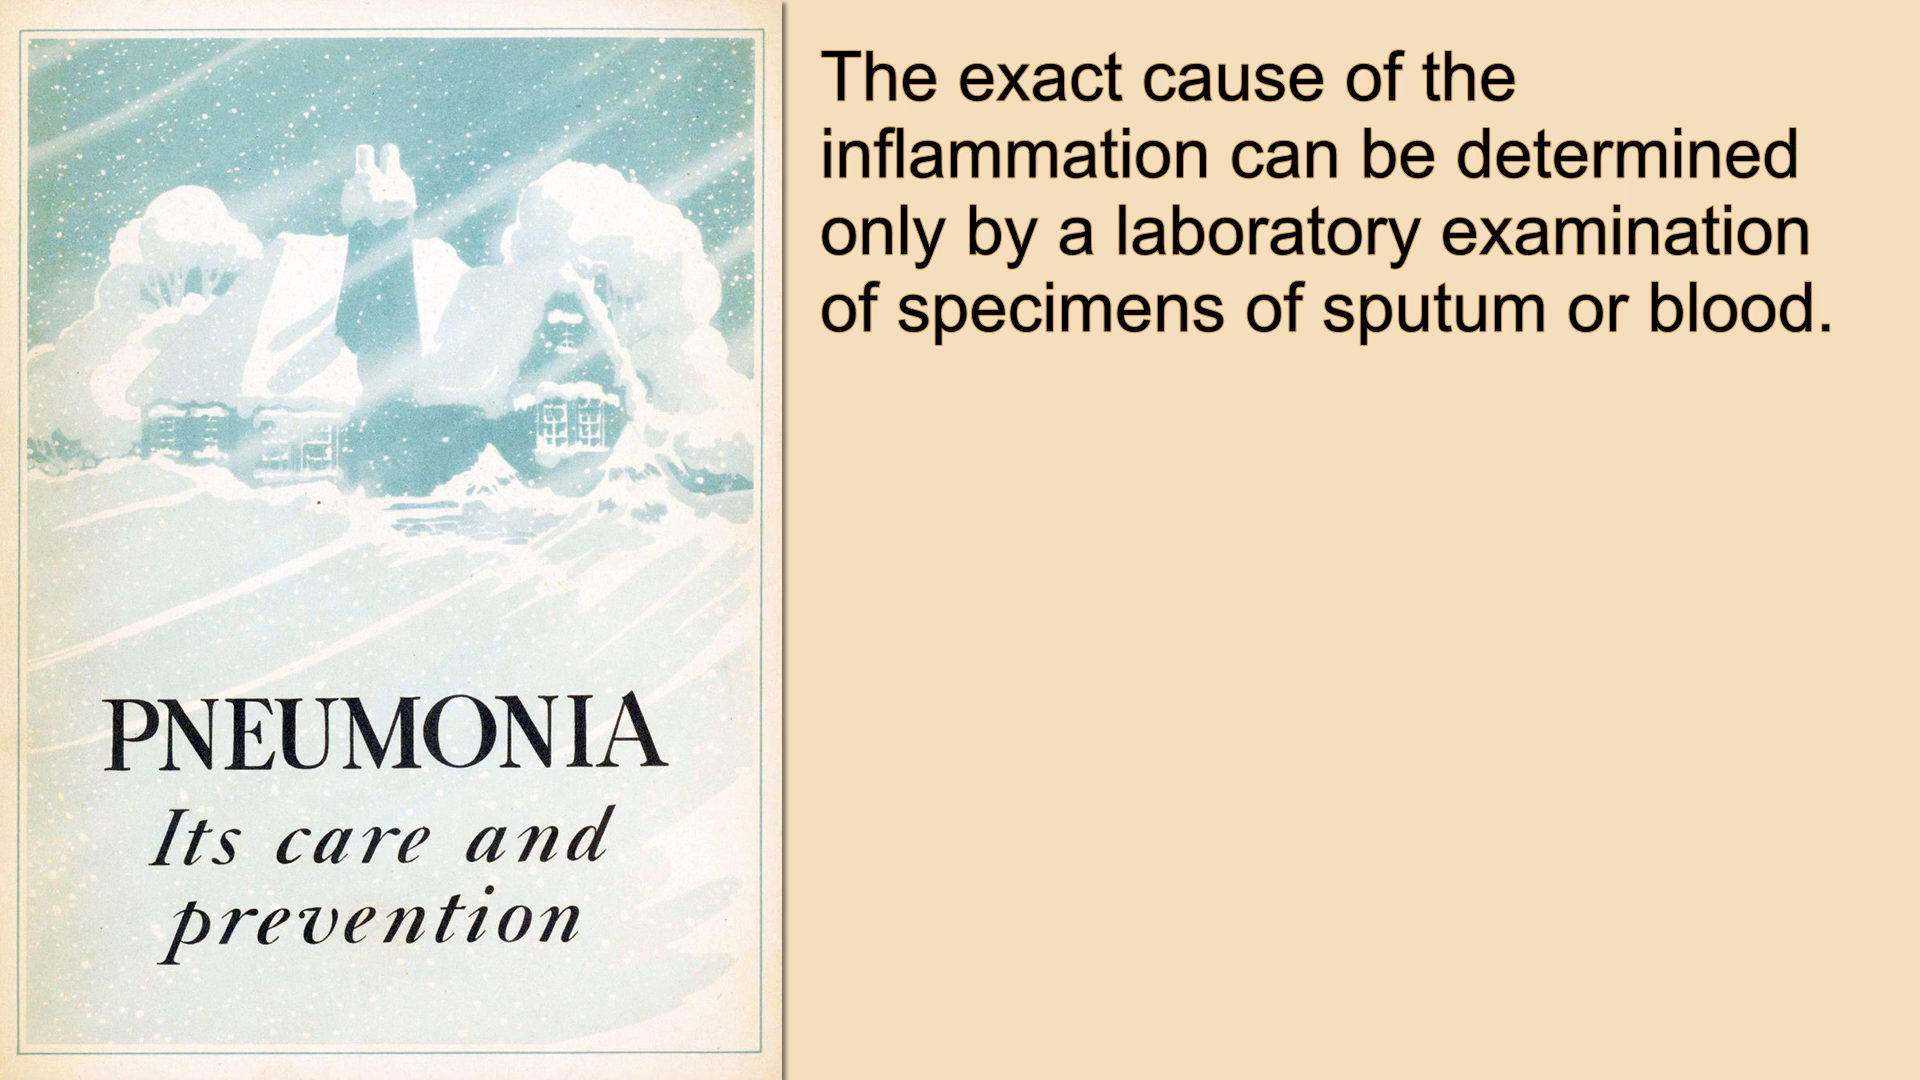 PNEUMONIA
Its care and
prevention
The exact cause of the
inflammation can be determined
only by a laboratory examination
of specimens of sputum or blood.